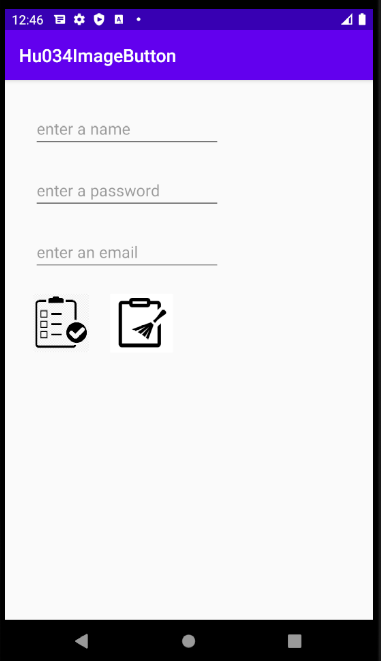 12:46
Hu034ImageButton
enter a name
enter a password
enter an email